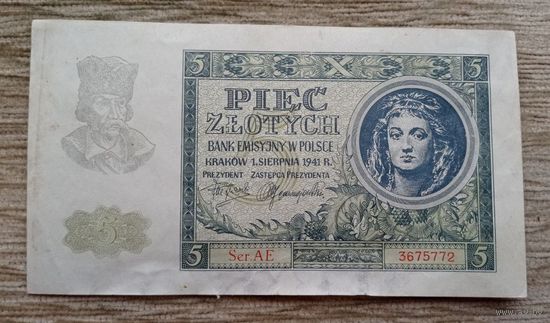 5 5
PIĘĆ
ZŁOTYCH
BANK EMISYJNY W POLSCE
KRAKÓW 1. SIERPNIA 1941 R.
PREZYDENT ZASTĘPCA PREZYDENTA
5
5 Ser. AE 3675772 5